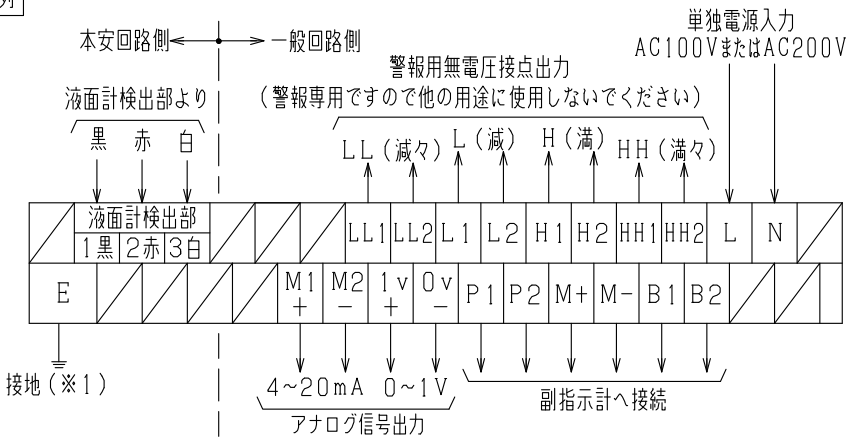 本安回路側 一般回路側
単独電源入力
AC100VまたはAC200V
警報用無電圧接点出力
(警報専用ですので他の用途に使用しないでください)
液面計検出部より
黒 赤 白
LL(減々) L(減) H(満) HH(満々)
液面計検出部
1黒 2赤 3白
LL1 LL2 L1 L2 H1 H2 HH1 HH2 L N
E M1+ M2- 1v+ 0v- P1 P2 M+ M- B1 B2
接地(※1)
4~20mA 0~1V
アナログ信号出力
副指示計へ接続